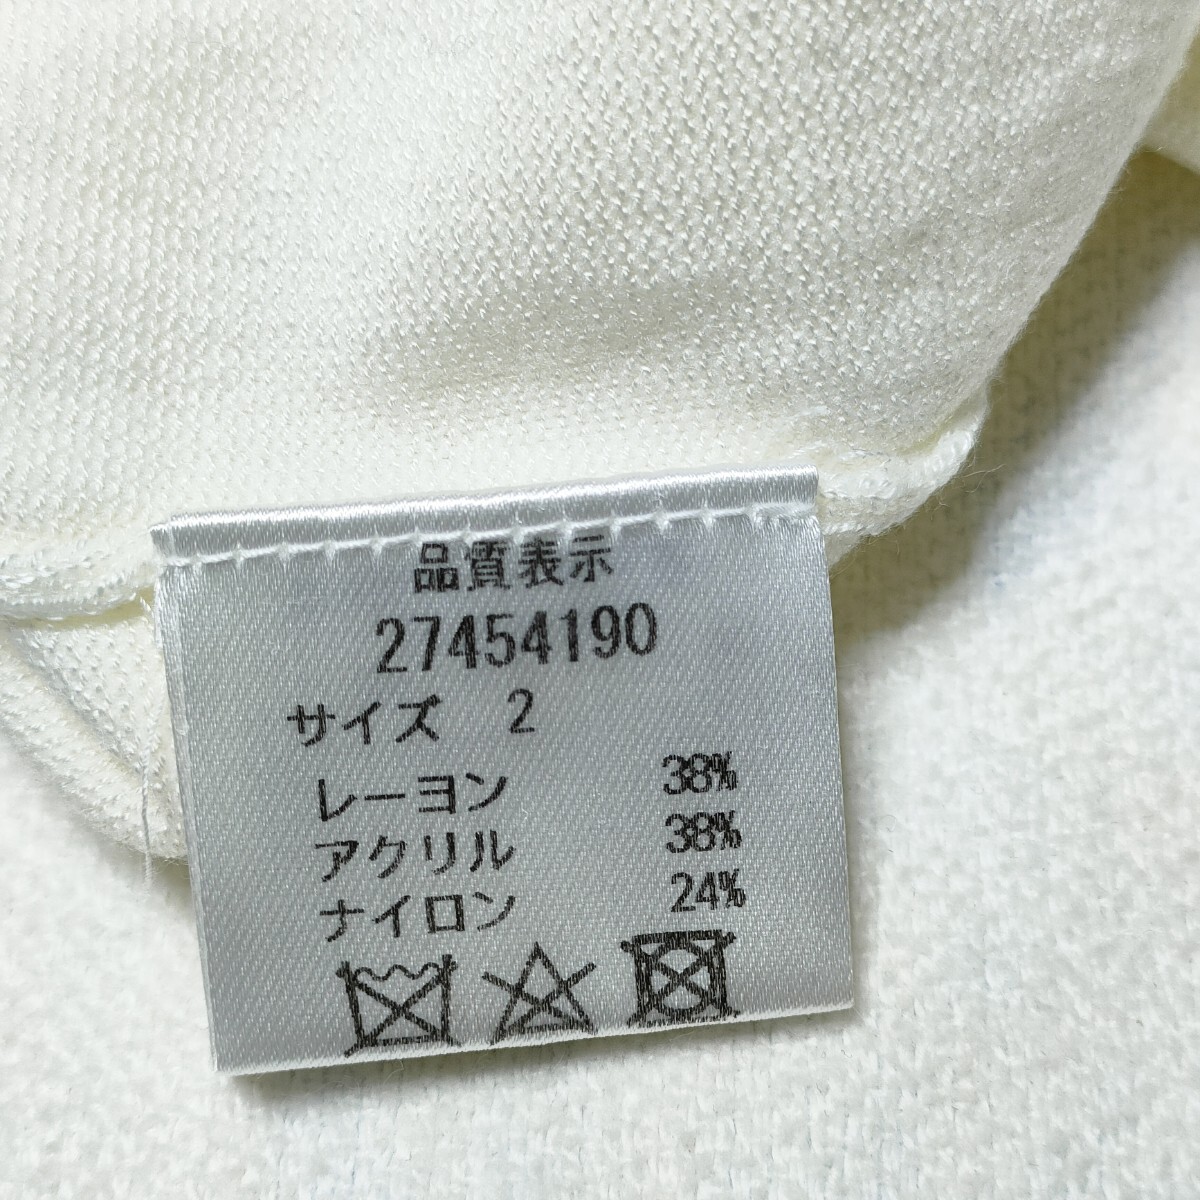 品質表示
27454190
サイズ 2
レーヨン 38%
アクリル 38%
ナイロン 24%